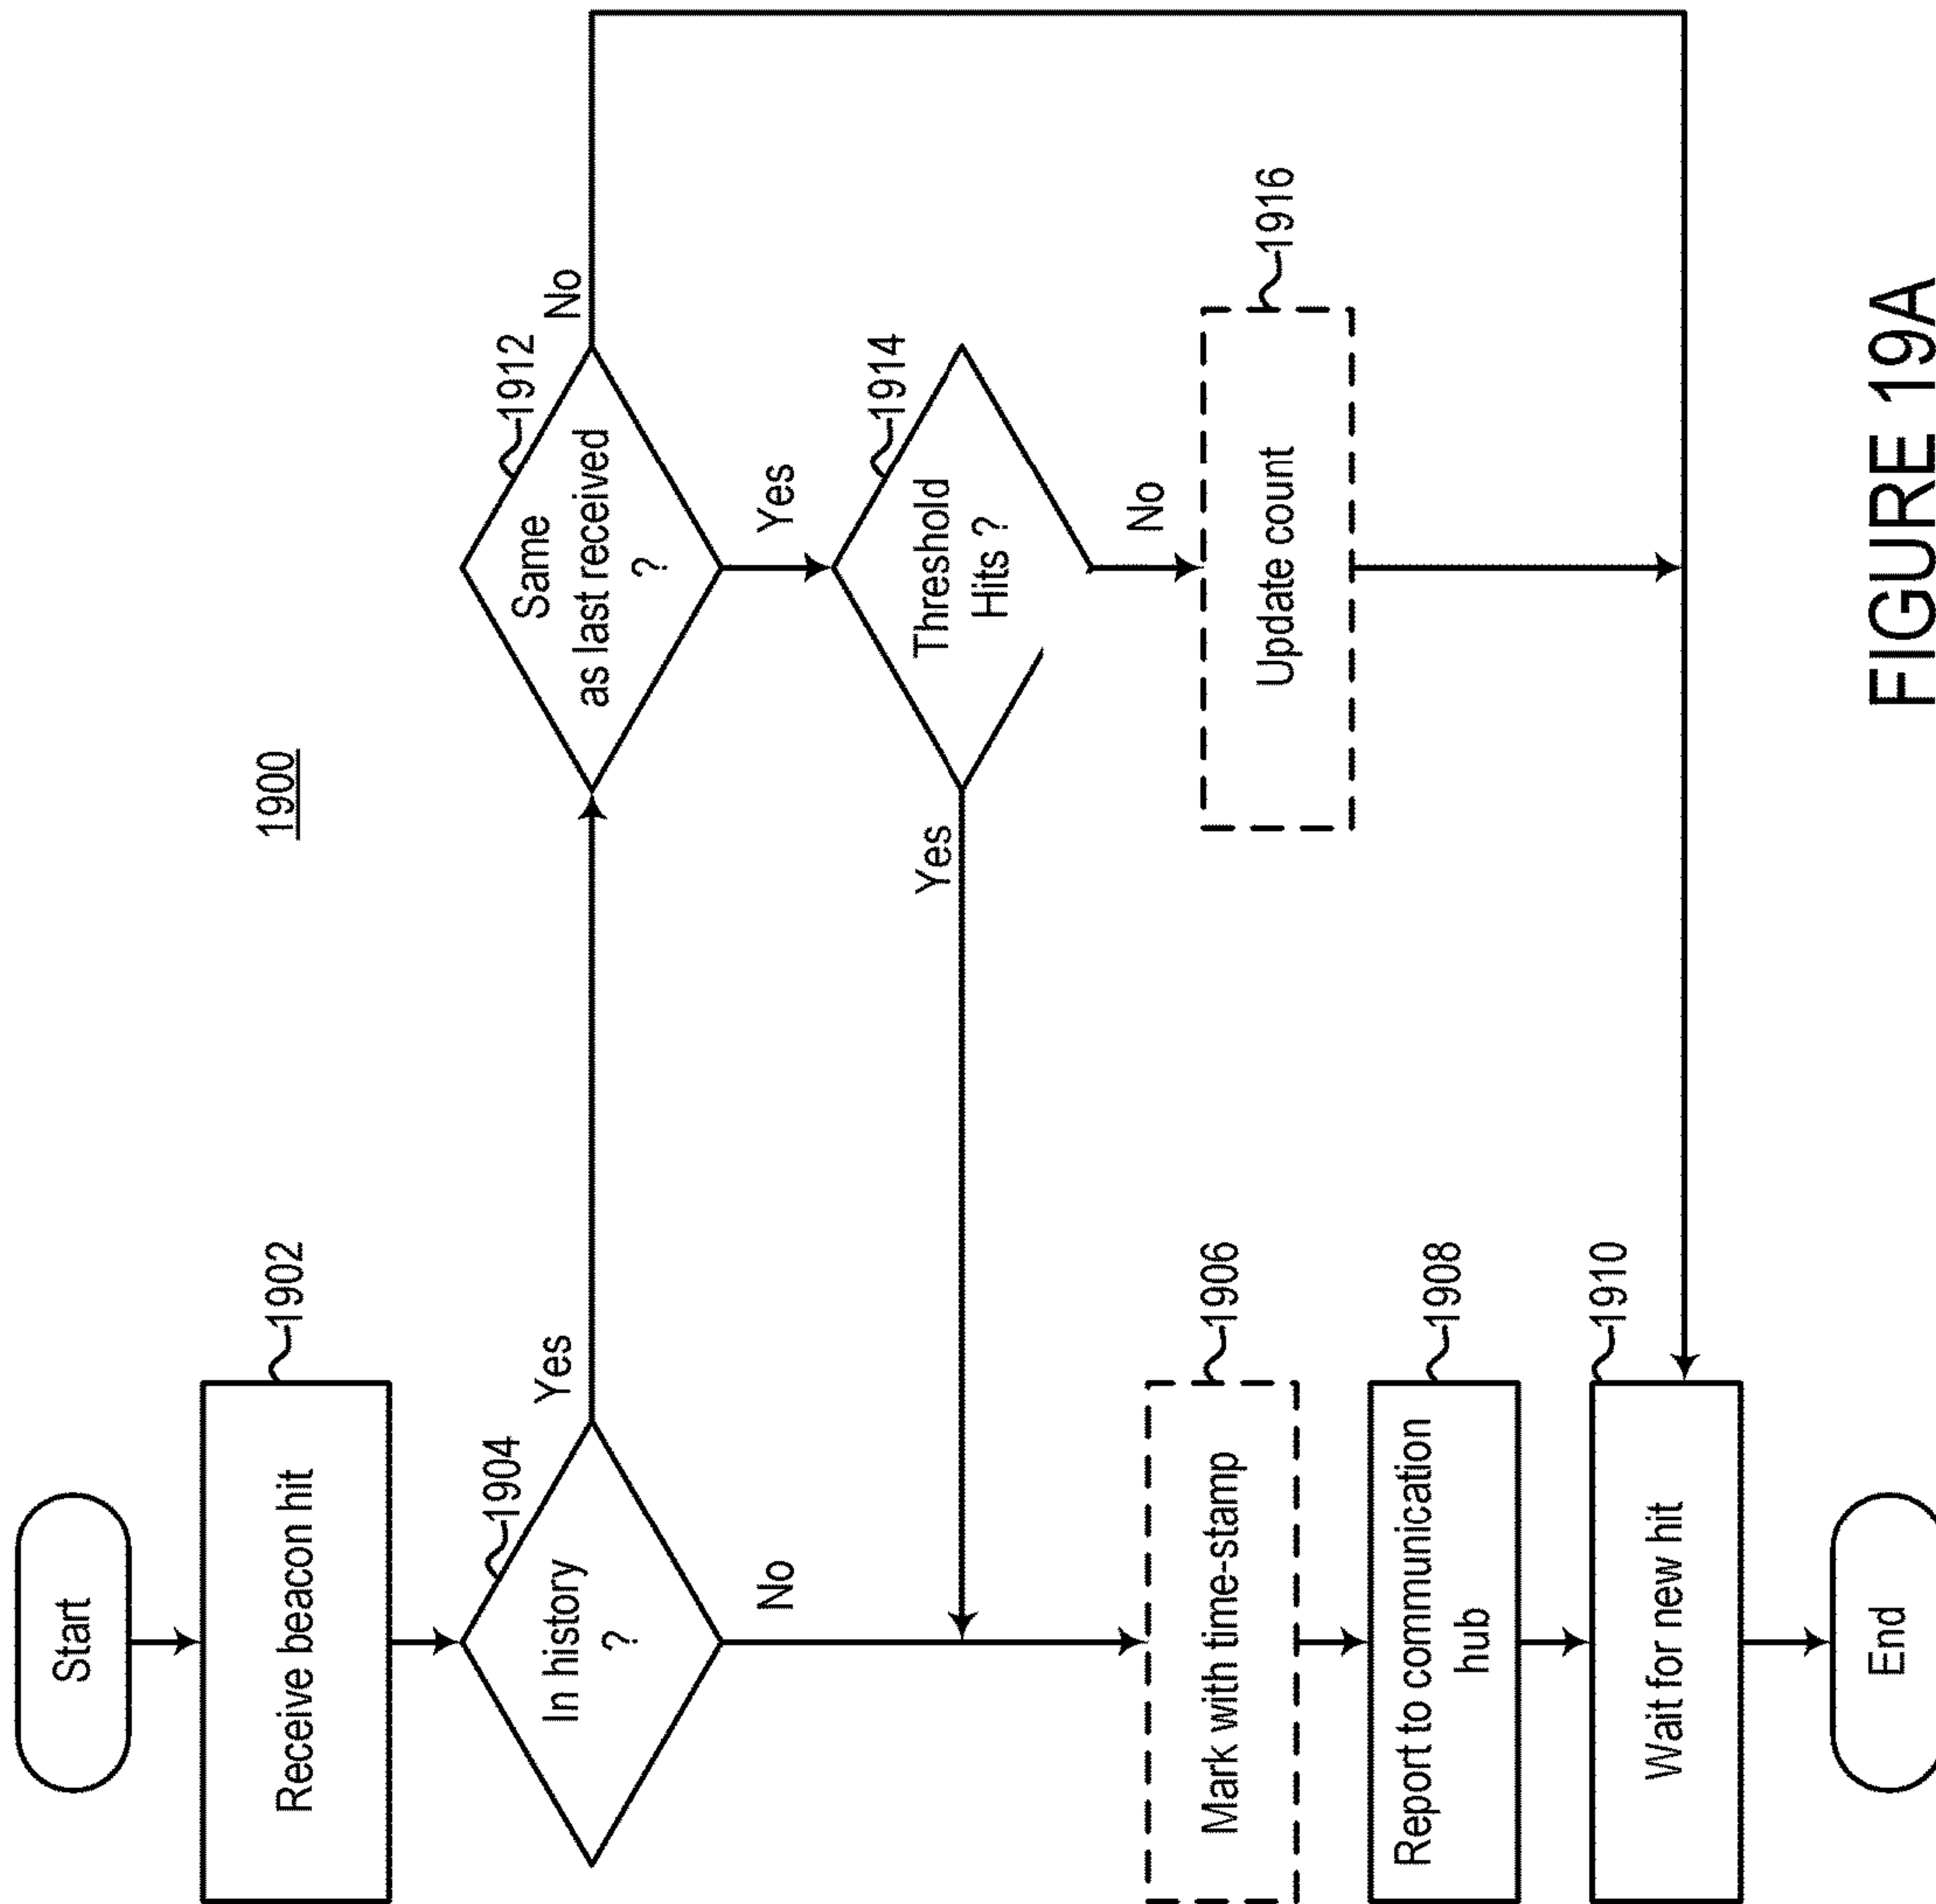 1900
Start
Receive beacon hit
1902
In history
?
1904
Yes
No
Same
as last received
?
1912
No
Yes
Threshold
Hits ?
1914
Yes
No
Update count
1916
Mark with time-stamp
1906
Report to communication
hub
1908
Wait for new hit
1910
End
FIGURE 19A